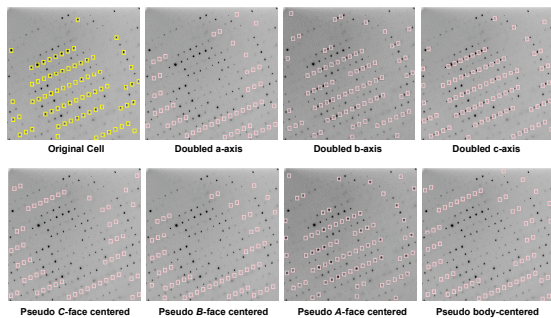 Original Cell
Doubled a-axis
Doubled b-axis
Doubled c-axis
Pseudo C-face centered
Pseudo B-face centered
Pseudo A-face centered
Pseudo body-centered